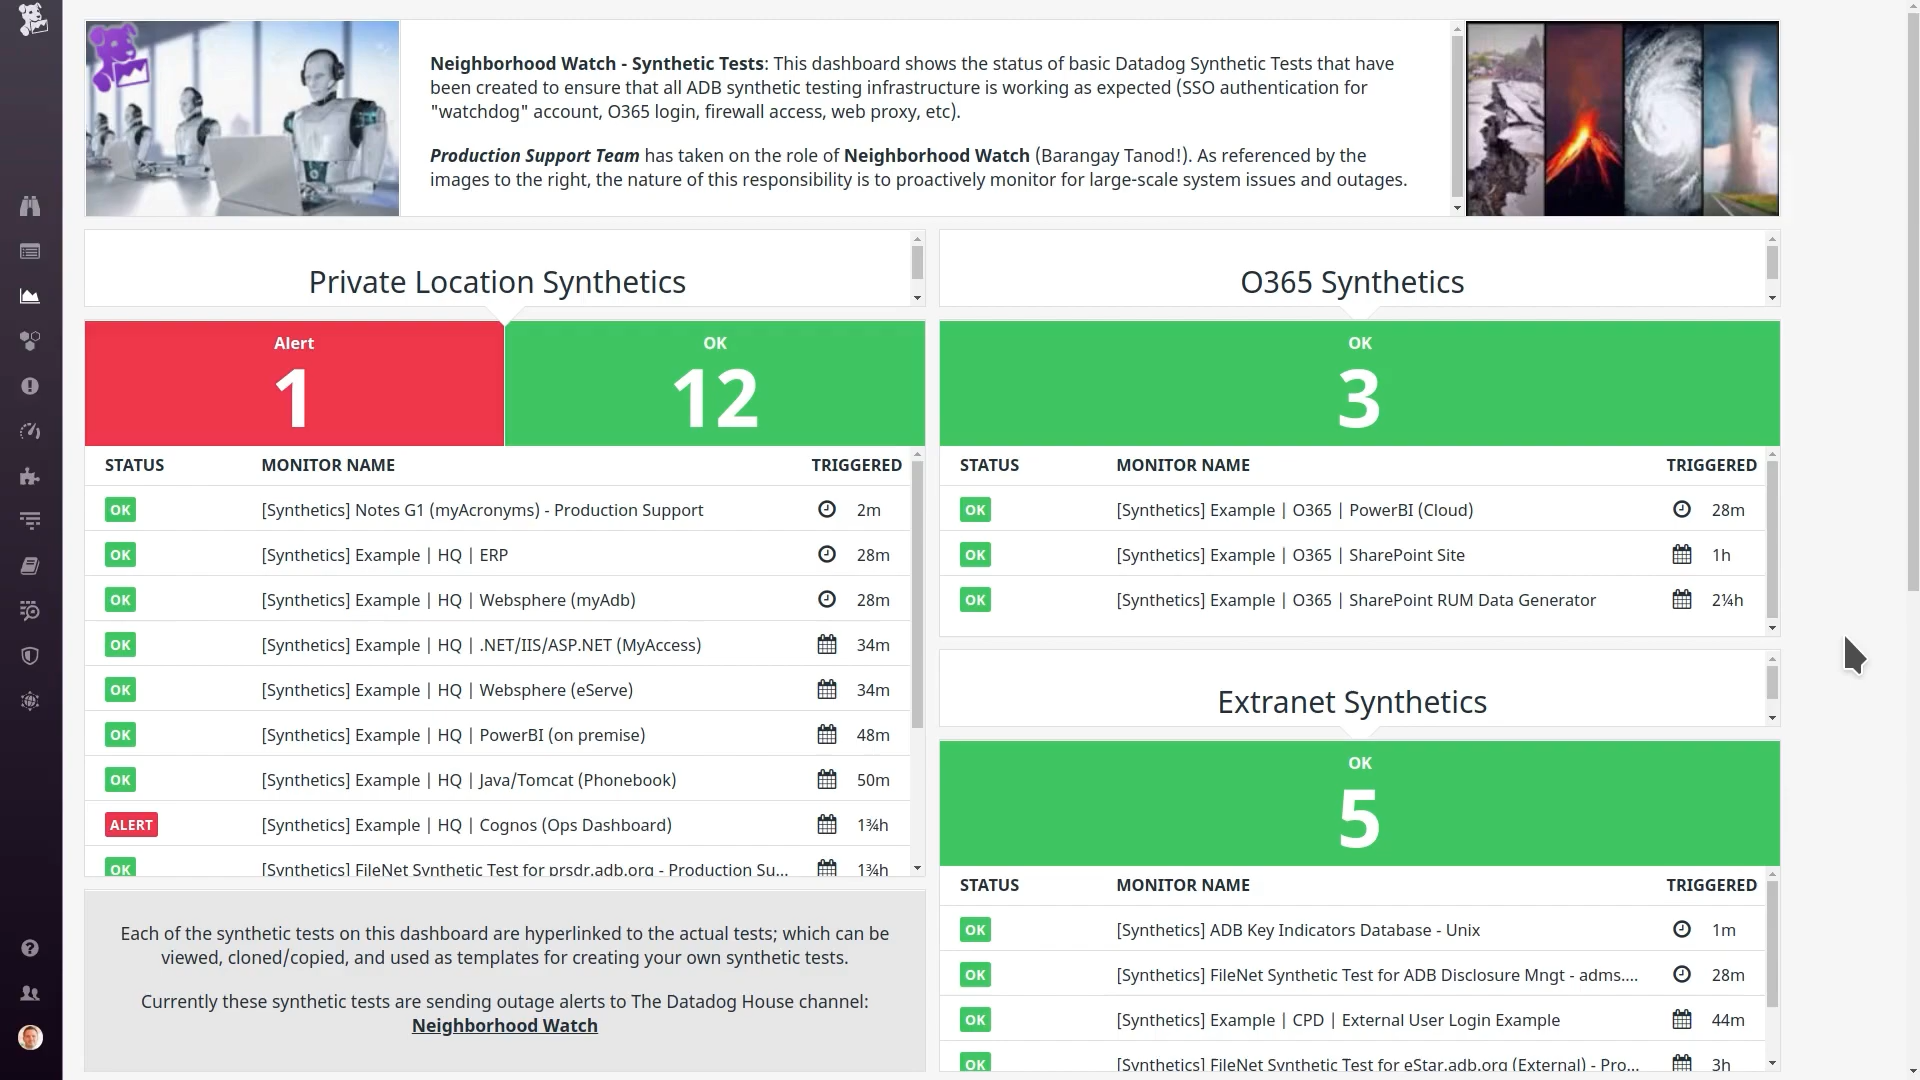 Neighborhood Watch - Synthetic Tests: This dashboard shows the status of basic Datadog Synthetic Tests that have
been created to ensure that all ADB synthetic testing infrastructure is working as expected (SSO authentication for
"watchdog" account, O365 login, firewall access, web proxy, etc).
Production Support Team has taken on the role of Neighborhood Watch (Barangay Tanod!). As referenced by the
images to the right, the nature of this responsibility is to proactively monitor for large-scale system issues and outages.
Private Location Synthetics
Alert
1
OK
12
STATUS MONITOR NAME TRIGGERED
OK [Synthetics] Notes G1 (myAcronyms) - Production Support 2m
OK [Synthetics] Example | HQ | ERP 28m
OK [Synthetics] Example | HQ | Websphere (myAdb) 28m
OK [Synthetics] Example | HQ | .NET/IIS/ASP.NET (MyAccess) 34m
OK [Synthetics] Example | HQ | Websphere (eServe) 34m
OK [Synthetics] Example | HQ | PowerBI (on premise) 48m
OK [Synthetics] Example | HQ | Java/Tomcat (Phonebook) 50m
ALERT [Synthetics] Example | HQ | Cognos (Ops Dashboard) 1¾h
OK [Synthetics] FileNet Synthetic Test for prsdr.adb.org - Production Su... 1¾h
Each of the synthetic tests on this dashboard are hyperlinked to the actual tests; which can be
viewed, cloned/copied, and used as templates for creating your own synthetic tests.
Currently these synthetic tests are sending outage alerts to The Datadog House channel:
Neighborhood Watch
O365 Synthetics
OK
3
STATUS MONITOR NAME TRIGGERED
OK [Synthetics] Example | O365 | PowerBI (Cloud) 28m
OK [Synthetics] Example | O365 | SharePoint Site 1h
OK [Synthetics] Example | O365 | SharePoint RUM Data Generator 2¼h
Extranet Synthetics
OK
5
STATUS MONITOR NAME TRIGGERED
OK [Synthetics] ADB Key Indicators Database - Unix 1m
OK [Synthetics] FileNet Synthetic Test for ADB Disclosure Mngt - adms.... 28m
OK [Synthetics] Example | CPD | External User Login Example 44m
OK [Synthetics] FileNet Synthetic Test for eStar.adb.org (External) - Pro... 3h